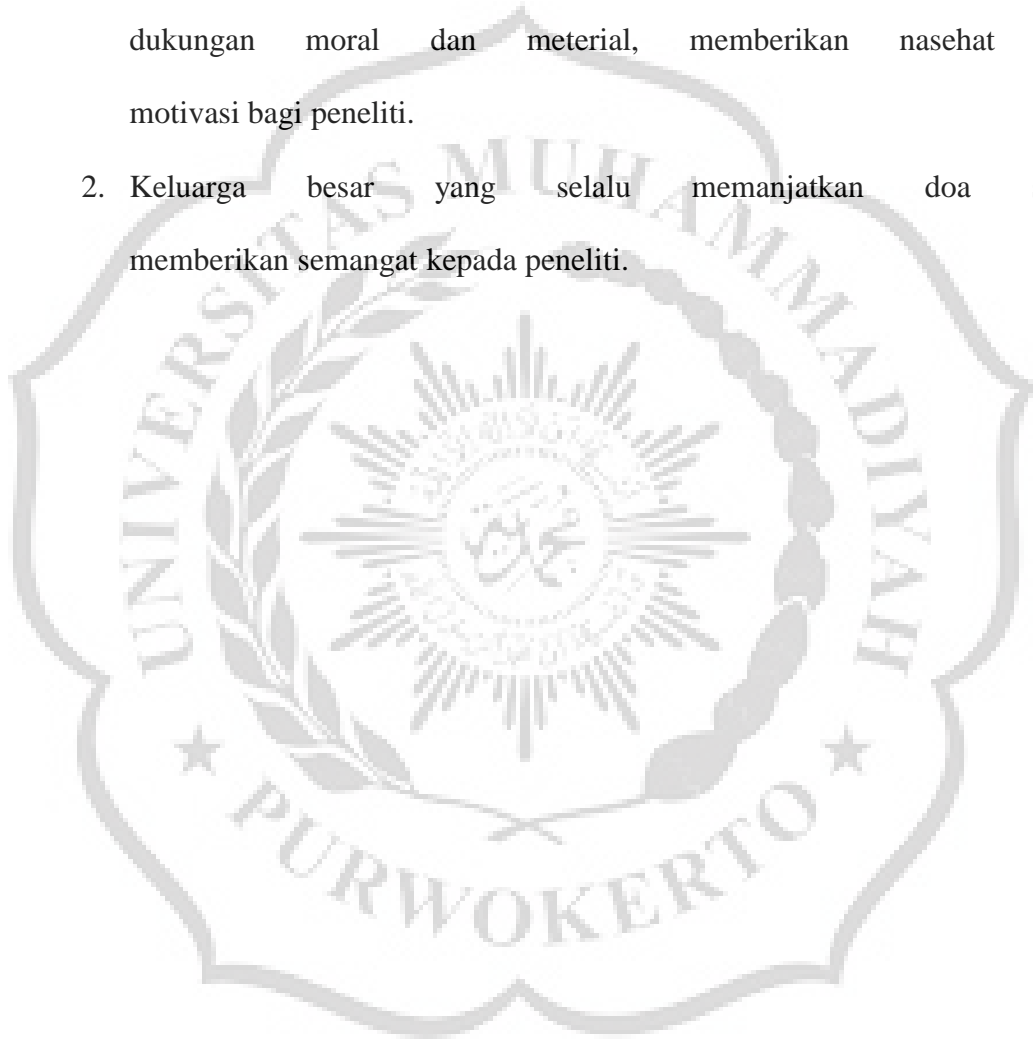 dukungan moral dan meterial, memberikan nasehat
motivasi bagi peneliti.
2. Keluarga besar yang selalu memanjatkan doa
memberikan semangat kepada peneliti.
UNIVERSITAS MUHAMMADIYAH
PURWOKERTO